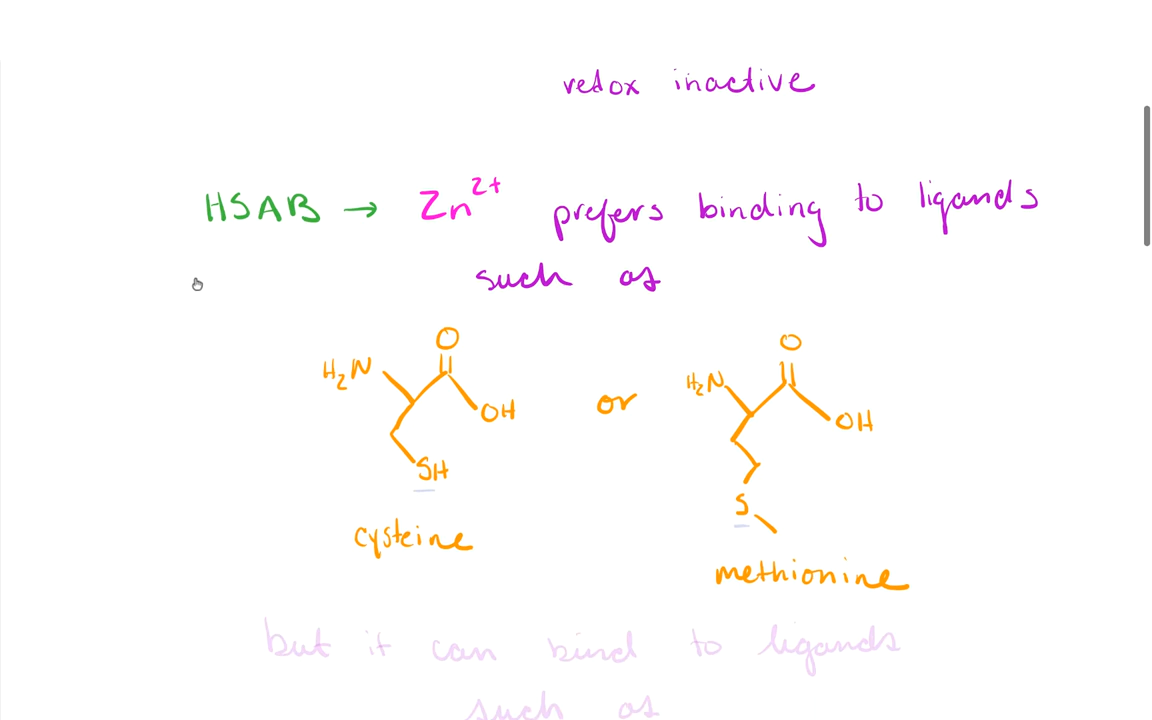 redox inactive
HSAB → Zn²⁺ prefers binding to ligands
such as
O O
H₂N H₂N
OH or OH
SH
S
cysteine
methionine
but it can bind to ligands
such as